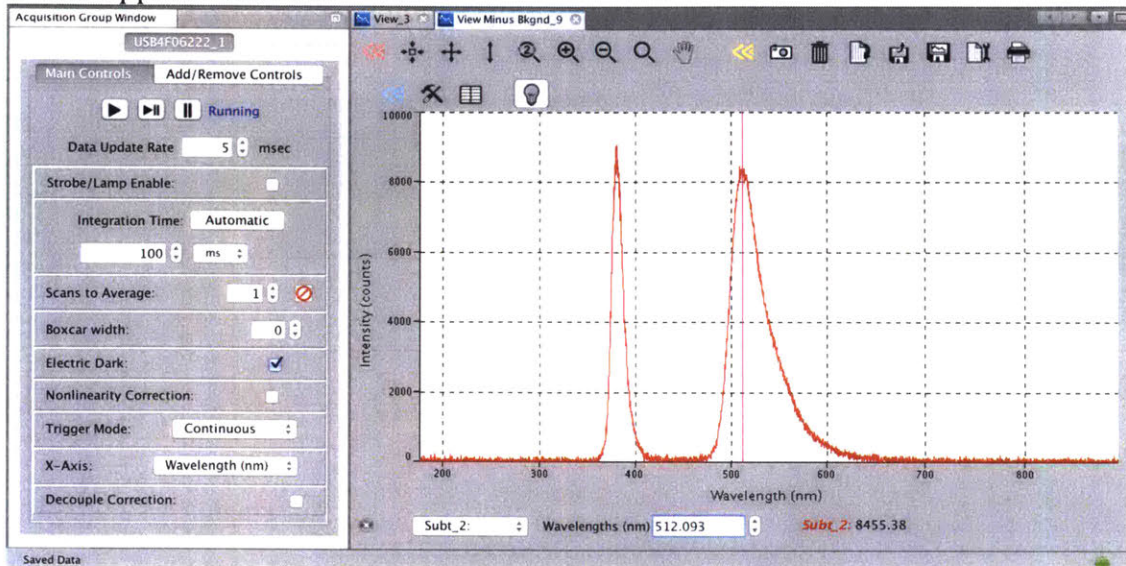 Acquisition Group Window
USB4F06222_1
Main Controls Add/Remove Controls
Running
Data Update Rate 5 msec
Strobe/Lamp Enable:
Integration Time: Automatic
100 ms
Scans to Average: 1
Boxcar width: 0
Electric Dark:
Nonlinearity Correction:
Trigger Mode: Continuous
X-Axis: Wavelength (nm)
Decouple Correction:
Saved Data
View_3 View Minus Bkgnd_9
2
10000
8000
6000
4000
2000
0
Intensity (counts)
200 300 400 500 600 700 800
Wavelength (nm)
Subt_2: Wavelengths (nm) 512.093 Subt_2: 8455.38